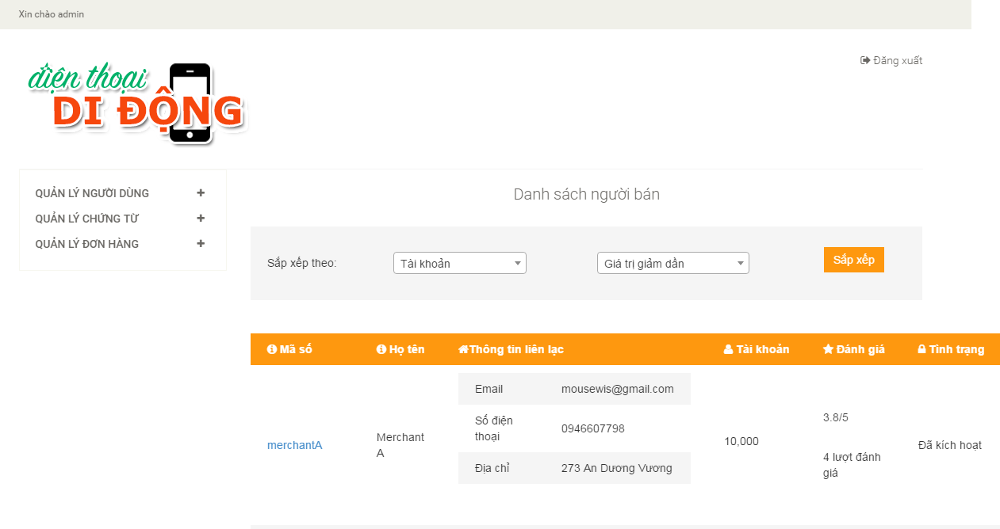 Xin chào admin
Đăng xuất
điện thoại
DI ĐỘNG
QUẢN LÝ NGƯỜI DÙNG
QUẢN LÝ CHỨNG TỪ
QUẢN LÝ ĐƠN HÀNG
Danh sách người bán
Sắp xếp theo: Tài khoản Giá trị giảm dần Sắp xếp
Mã số Họ tên Thông tin liên lạc Tài khoản Đánh giá Tình trạng
merchantA
Merchant
A
Email mousewis@gmail.com
Số điện
thoại
0946607798
Địa chỉ 273 An Dương Vương
10,000
3.8/5
4 lượt đánh
giá
Đã kích hoạt